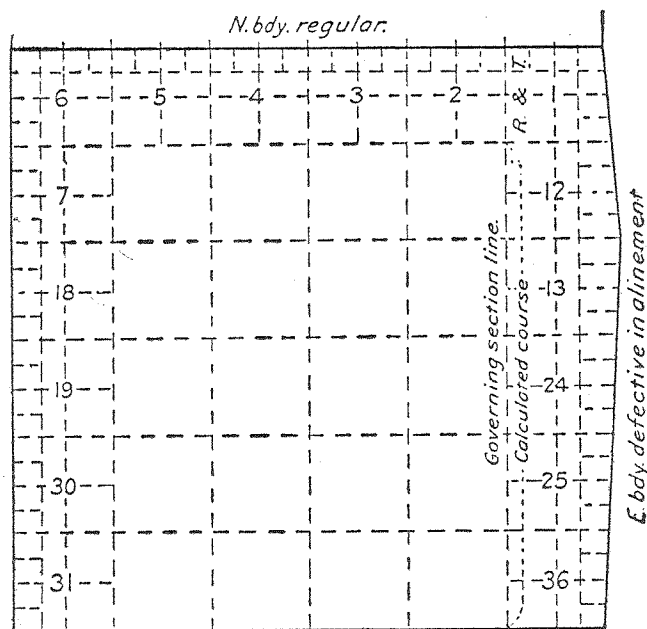 N. bdy. regular.
6 5 4 3 2 R. & T.
7 12
18 13
19 24
30 25
31 36
Governing section line.
Calculated course
E. bdy. defective in alinement